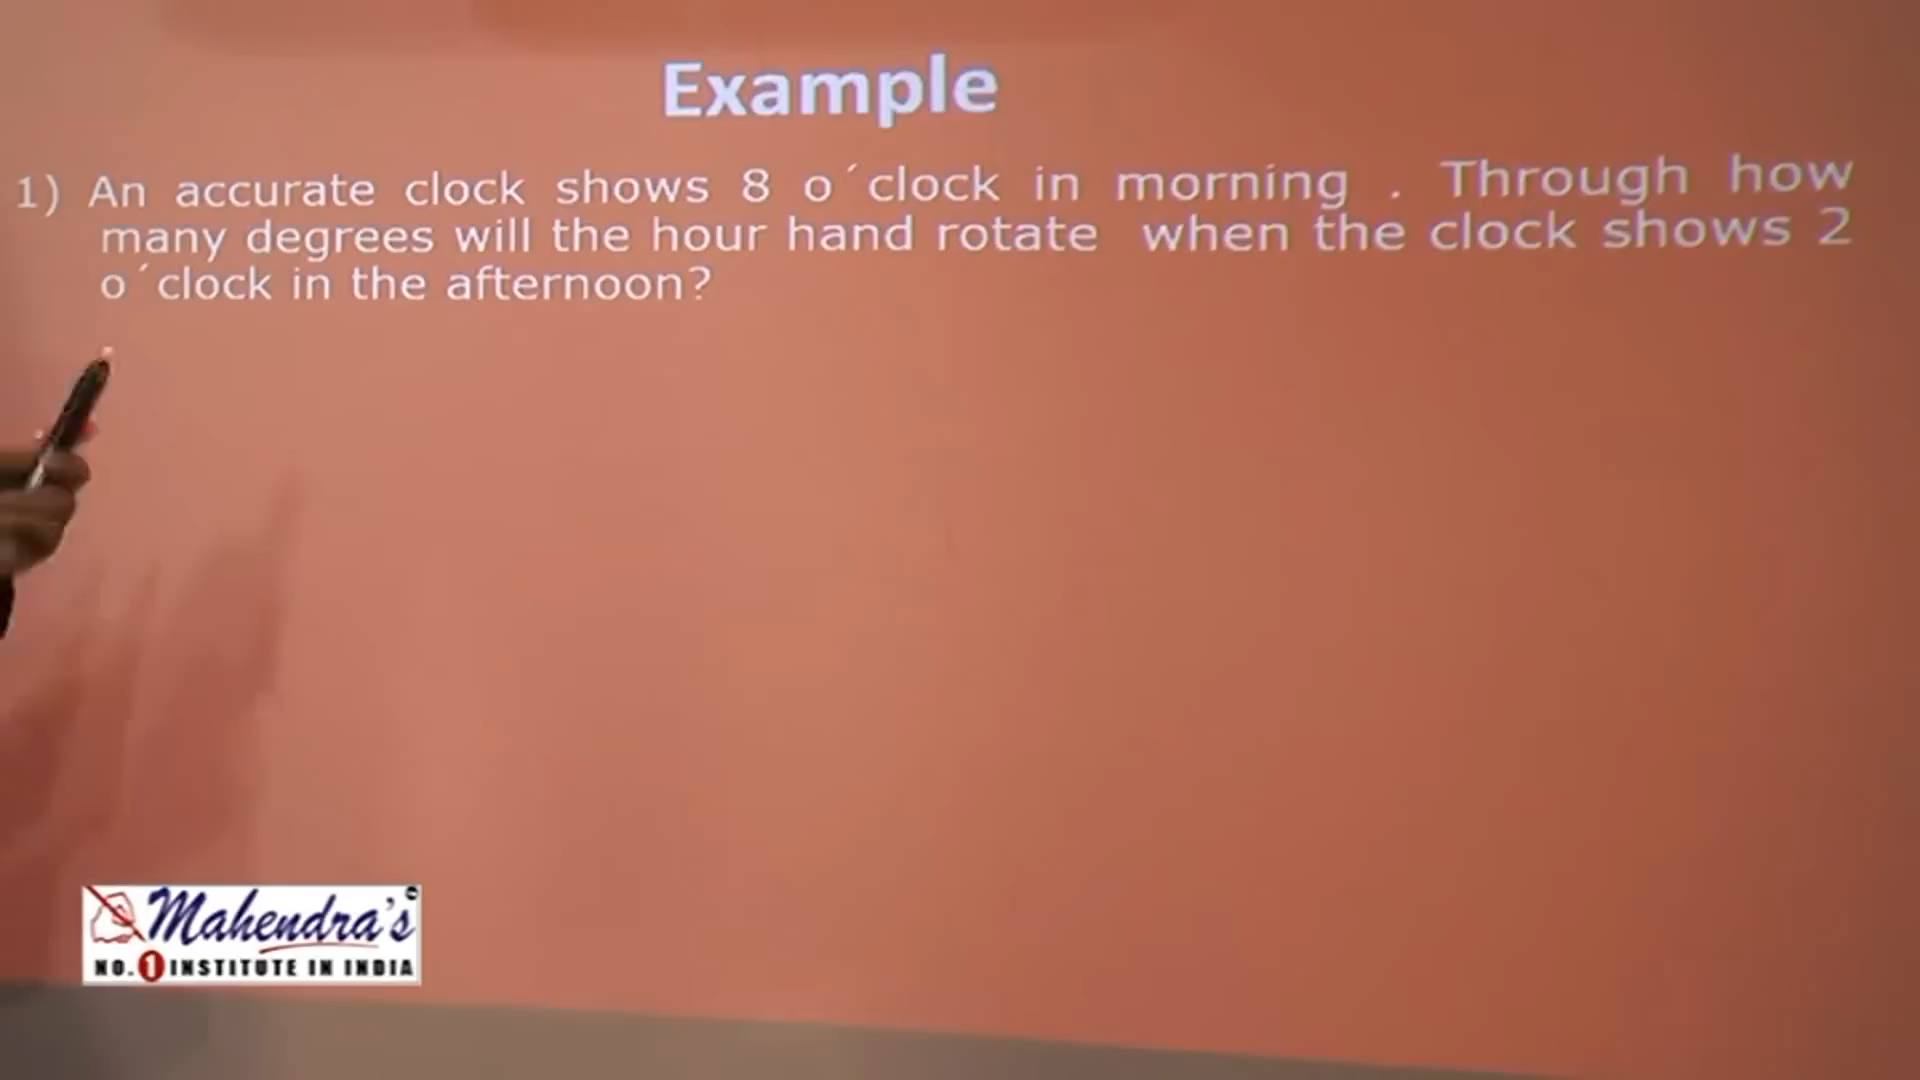 Example
1) An accurate clock shows 8 o´clock in morning . Through how
many degrees will the hour hand rotate when the clock shows 2
o´clock in the afternoon?
Mahendra's
NO.1 INSTITUTE IN INDIA